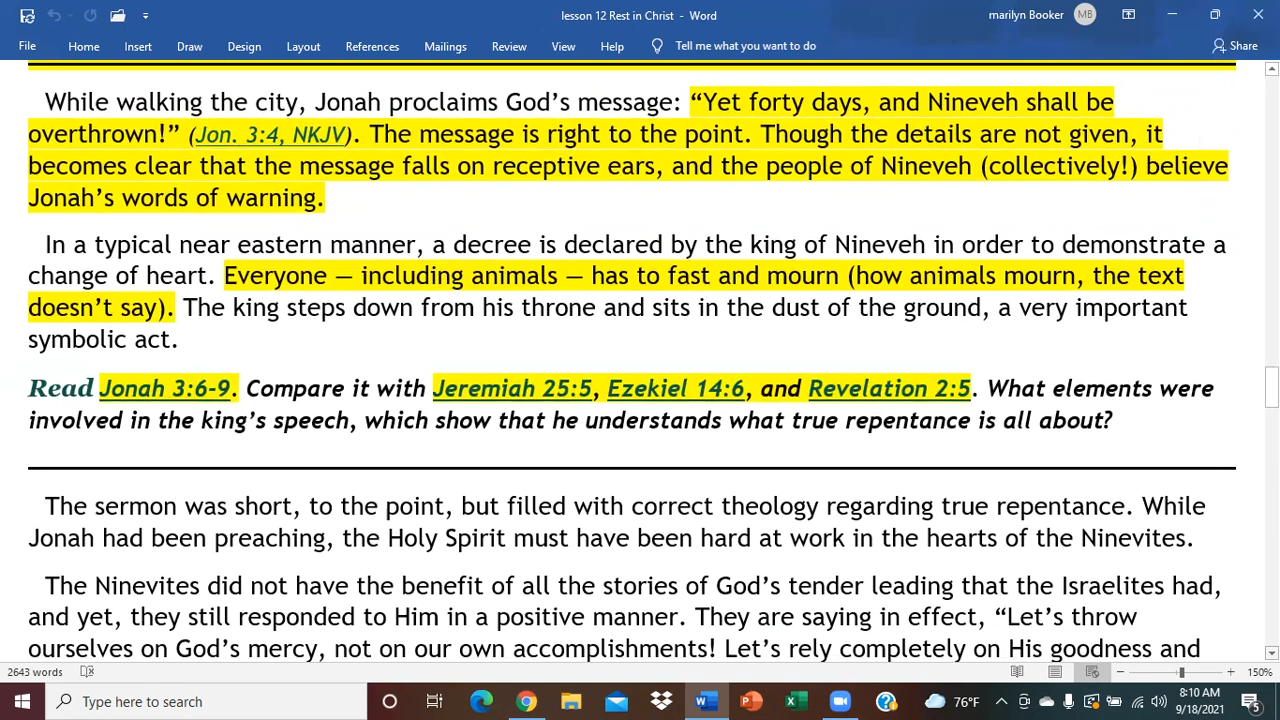 lesson 12 Rest in Christ - Word
marilyn Booker MB
File Home Insert Draw Design Layout References Mailings Review View Help Tell me what you want to do Share
While walking the city, Jonah proclaims God’s message: “Yet forty days, and Nineveh shall be
overthrown!” (Jon. 3:4, NKJV). The message is right to the point. Though the details are not given, it
becomes clear that the message falls on receptive ears, and the people of Nineveh (collectively!) believe
Jonah’s words of warning.
In a typical near eastern manner, a decree is declared by the king of Nineveh in order to demonstrate a
change of heart. Everyone — including animals — has to fast and mourn (how animals mourn, the text
doesn’t say). The king steps down from his throne and sits in the dust of the ground, a very important
symbolic act.
Read Jonah 3:6-9. Compare it with Jeremiah 25:5, Ezekiel 14:6, and Revelation 2:5. What elements were
involved in the king’s speech, which show that he understands what true repentance is all about?
The sermon was short, to the point, but filled with correct theology regarding true repentance. While
Jonah had been preaching, the Holy Spirit must have been hard at work in the hearts of the Ninevites.
The Ninevites did not have the benefit of all the stories of God’s tender leading that the Israelites had,
and yet, they still responded to Him in a positive manner. They are saying in effect, “Let’s throw
ourselves on God’s mercy, not on our own accomplishments! Let’s rely completely on His goodness and
2643 words 150%
Type here to search 76°F 8:10 AM
9/18/2021 5